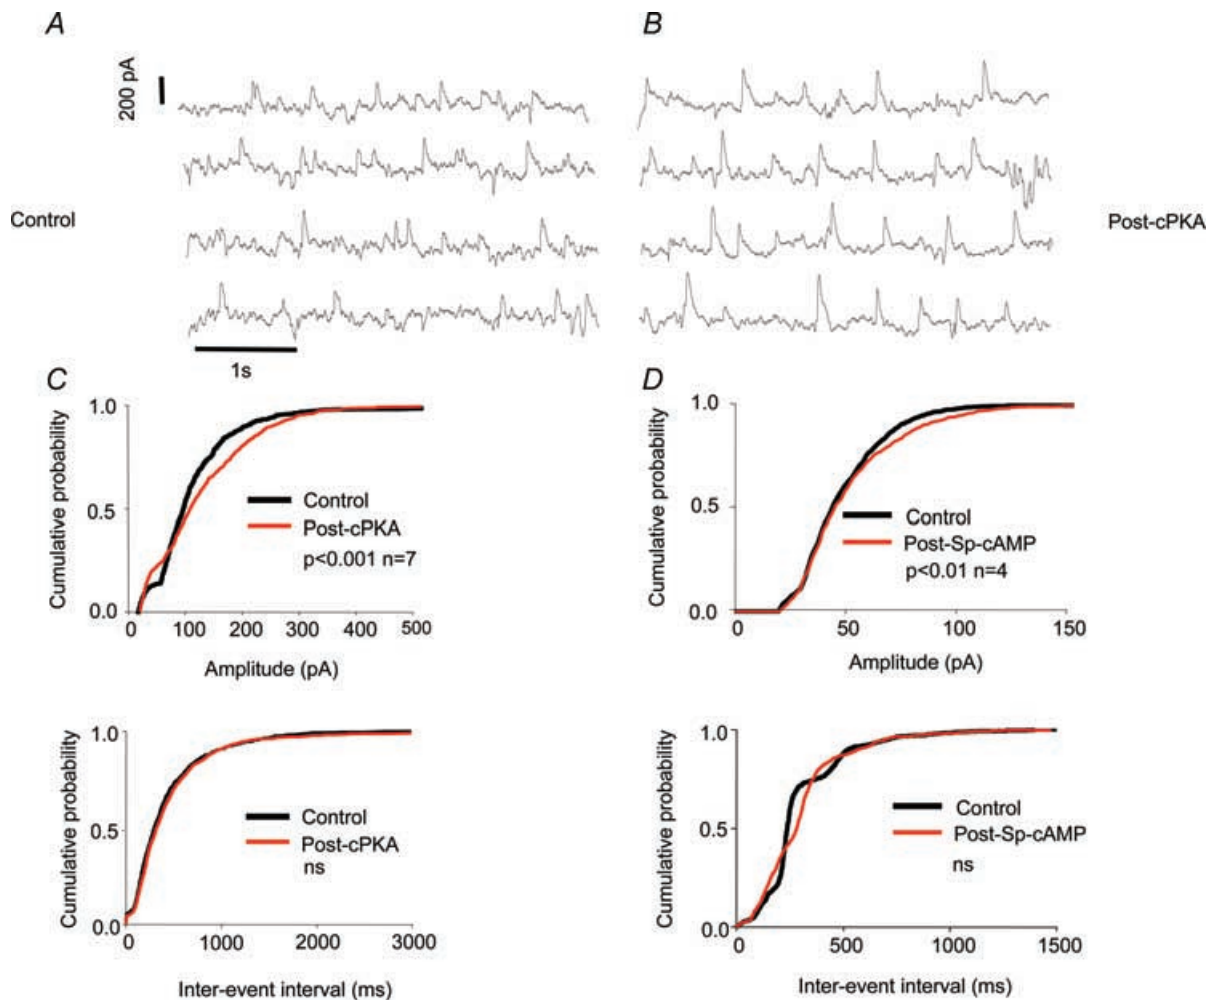 A
B
200 pA
Control
Post-cPKA
1s
C
D
Cumulative probability
1.0
0.5
0.0
Control
Post-cPKA
p<0.001 n=7
0 100 200 300 400 500
Amplitude (pA)
Cumulative probability
1.0
0.5
0.0
Control
Post-Sp-cAMP
p<0.01 n=4
0 50 100 150
Amplitude (pA)
Cumulative probability
1.0
0.5
0.0
Control
Post-cPKA
ns
0 1000 2000 3000
Inter-event interval (ms)
Cumulative probability
1.0
0.5
0.0
Control
Post-Sp-cAMP
ns
0 500 1000 1500
Inter-event interval (ms)